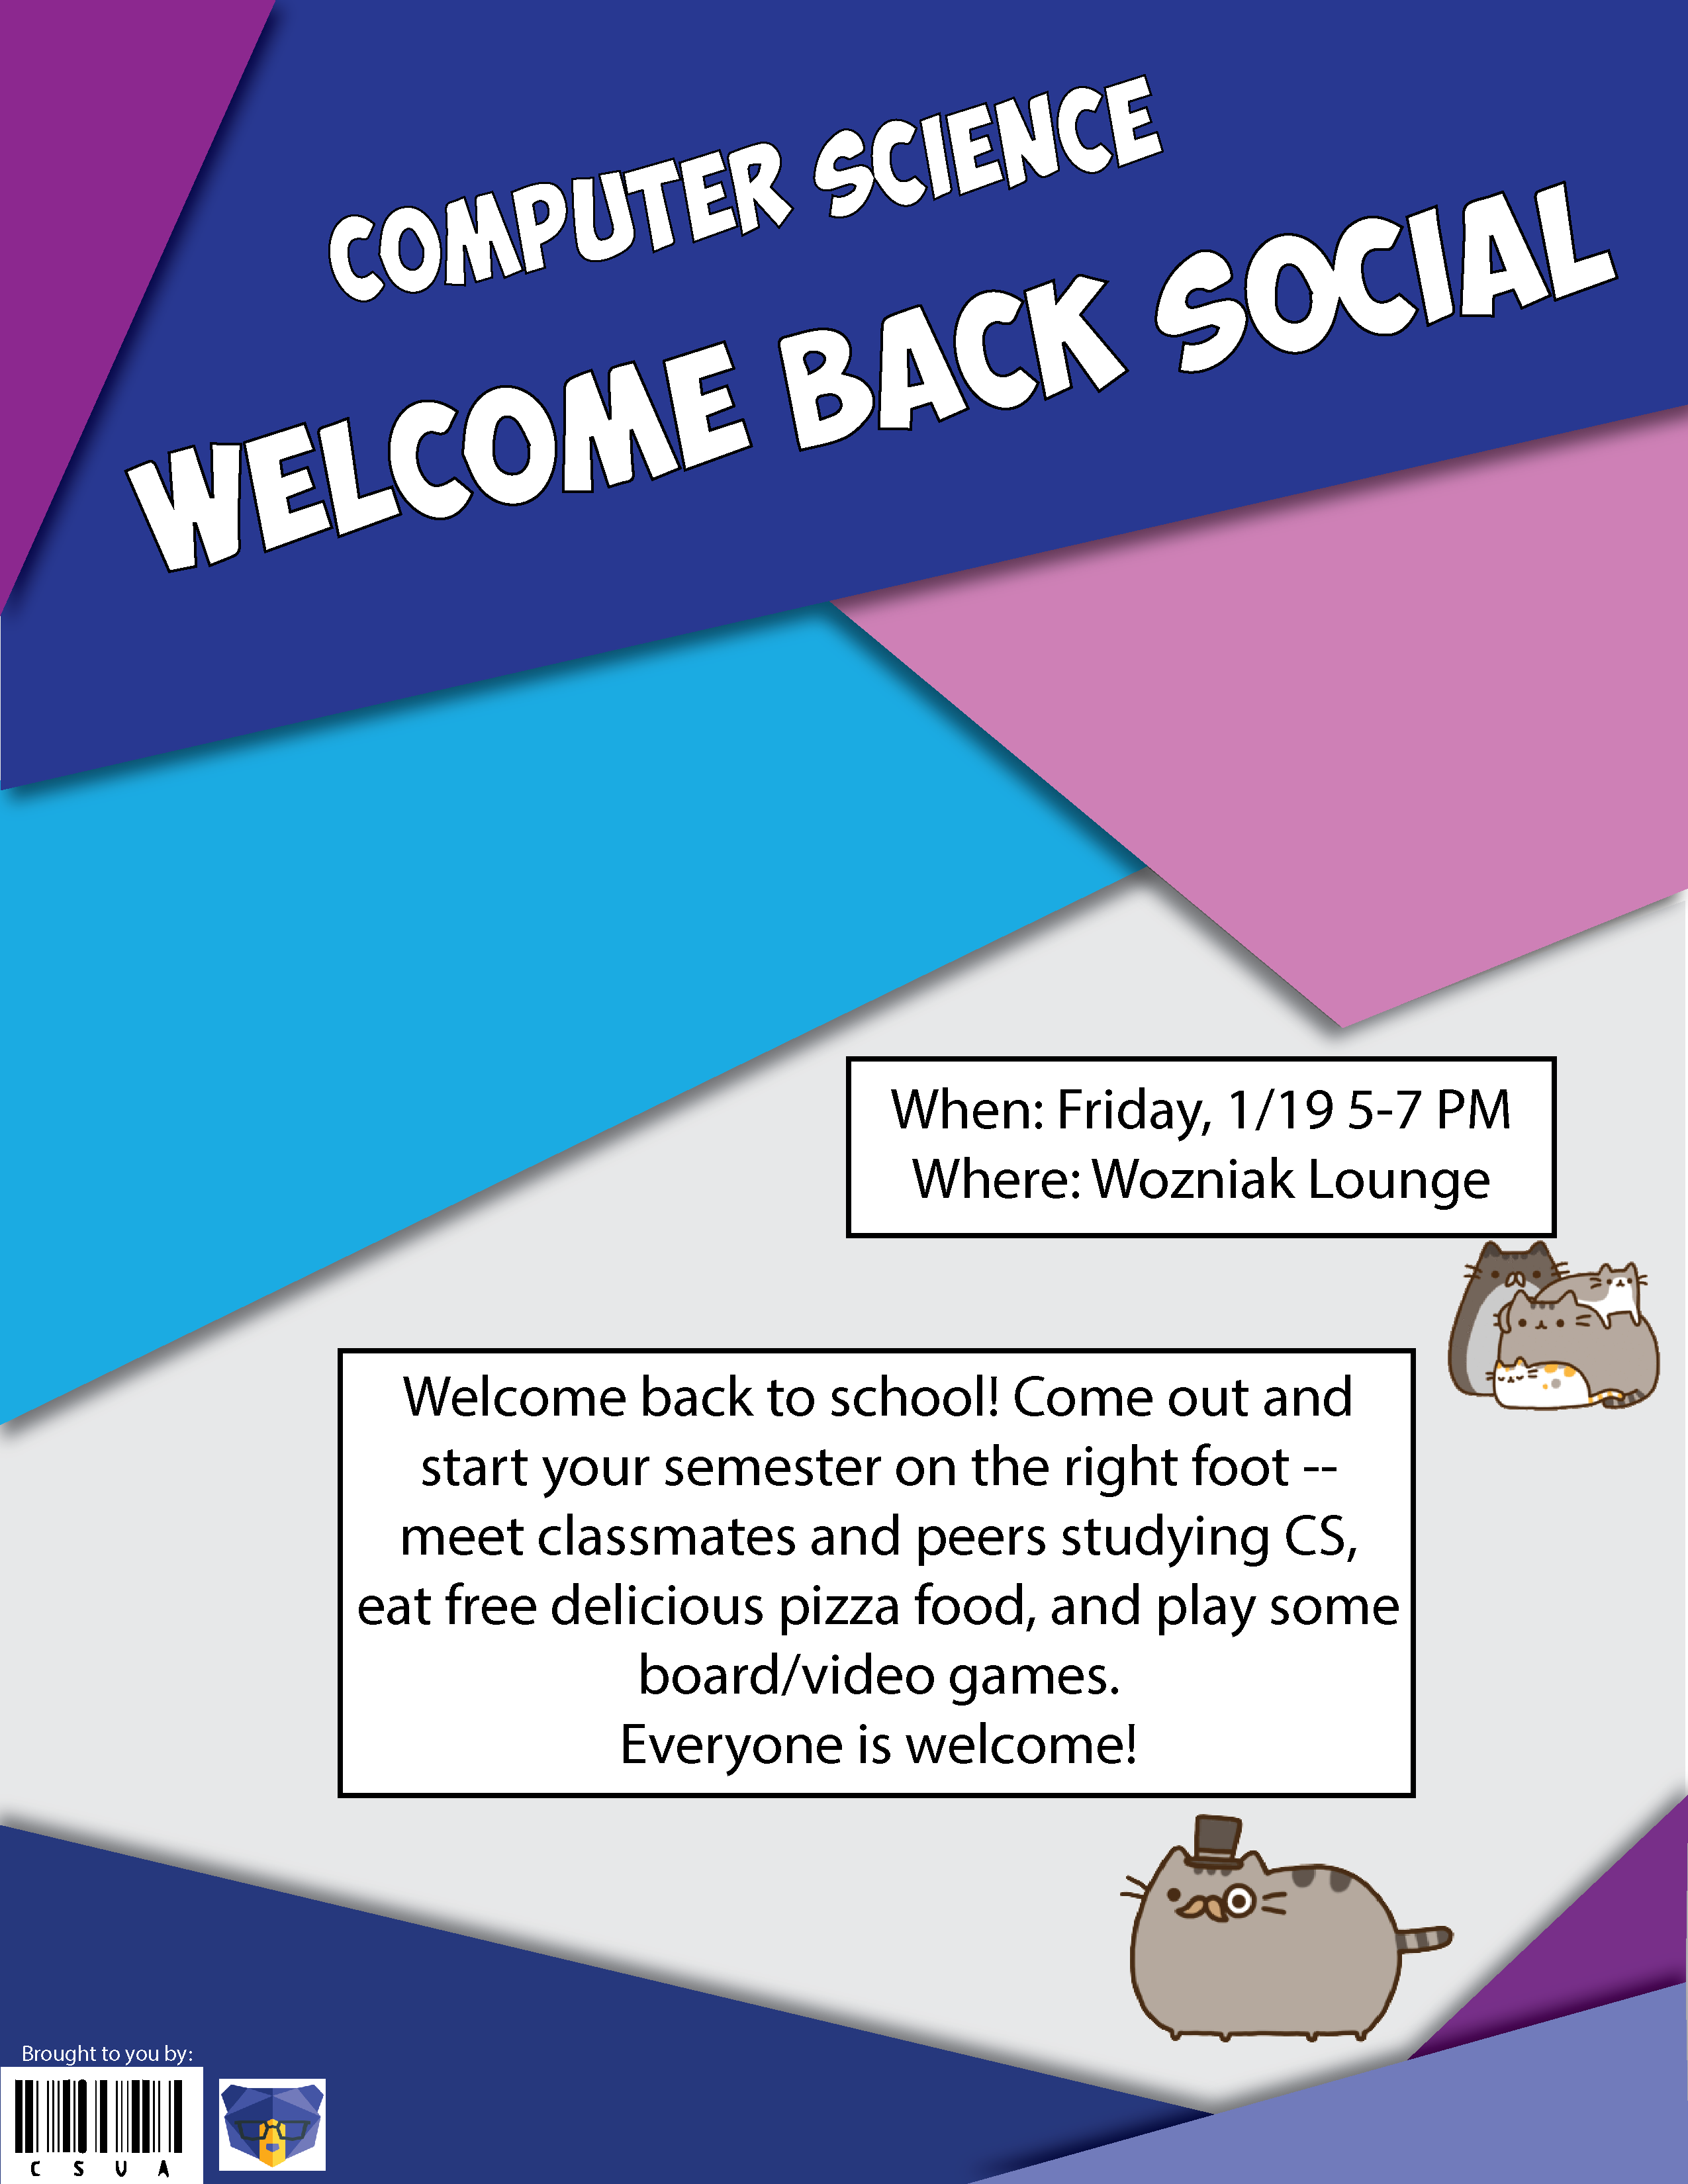 COMPUTER SCIENCE
WELCOME BACK SOCIAL
When: Friday, 1/19 5-7 PM
Where: Wozniak Lounge
Welcome back to school! Come out and
start your semester on the right foot --
meet classmates and peers studying CS,
eat free delicious pizza food, and play some
board/video games.
Everyone is welcome!
Brought to you by:
C S U A